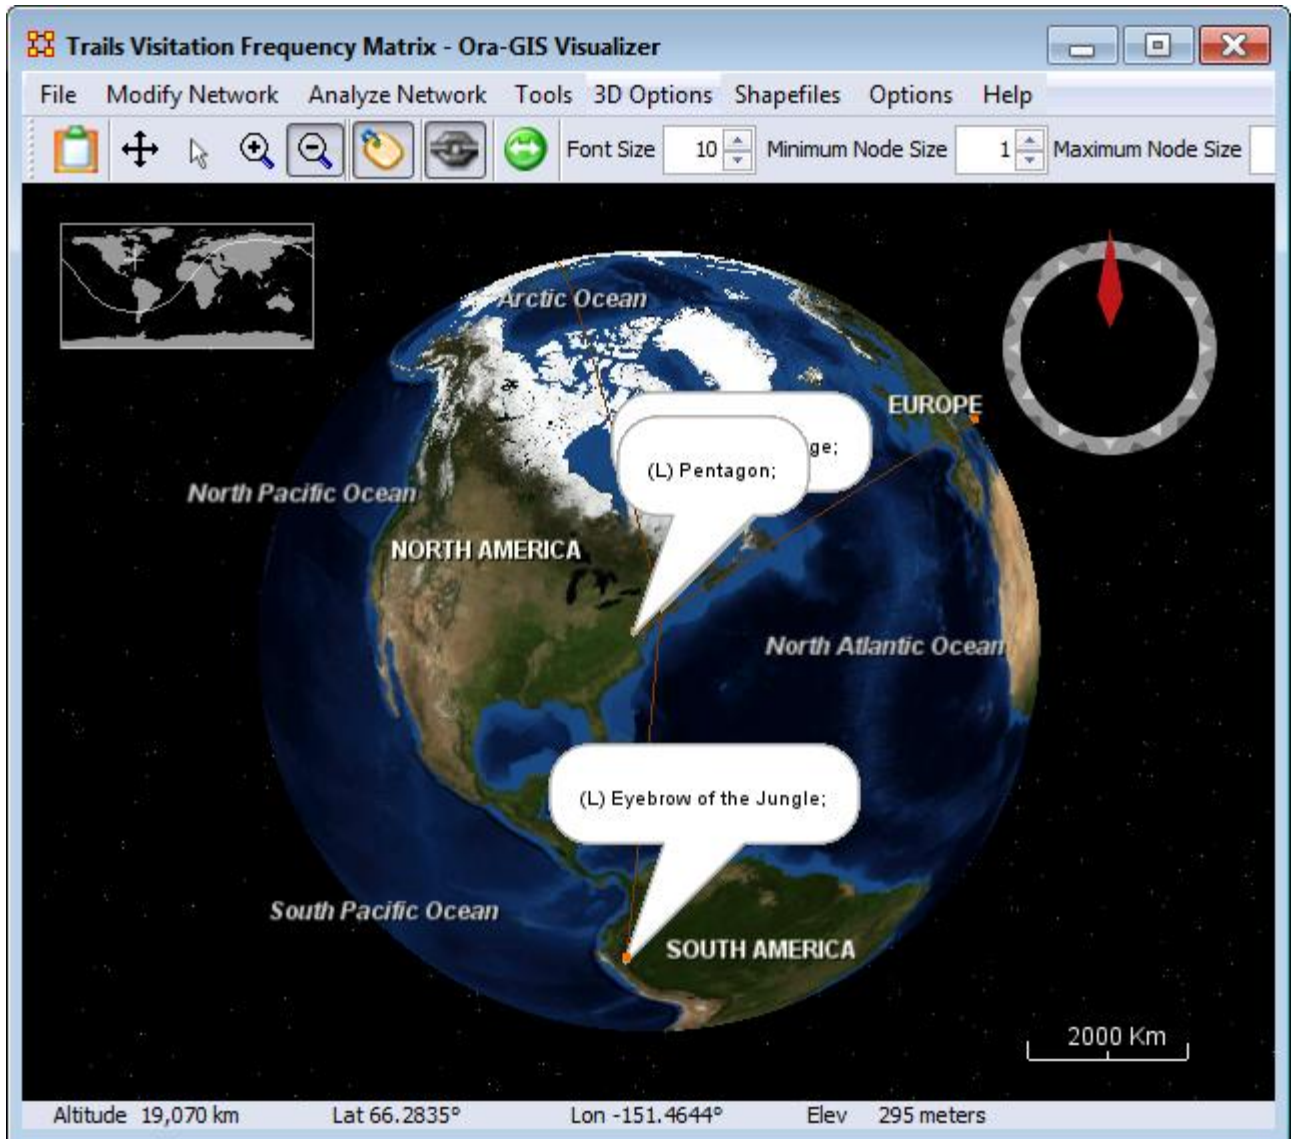 Trails Visitation Frequency Matrix - Ora-GIS Visualizer
File Modify Network Analyze Network Tools 3D Options Shapefiles Options Help
Font Size 10 Minimum Node Size 1 Maximum Node Size
Arctic Ocean
EUROPE
ge;
(L) Pentagon;
North Pacific Ocean
NORTH AMERICA
North Atlantic Ocean
(L) Eyebrow of the Jungle;
South Pacific Ocean
SOUTH AMERICA
2000 Km
Altitude 19,070 km Lat 66.2835° Lon -151.4644° Elev 295 meters